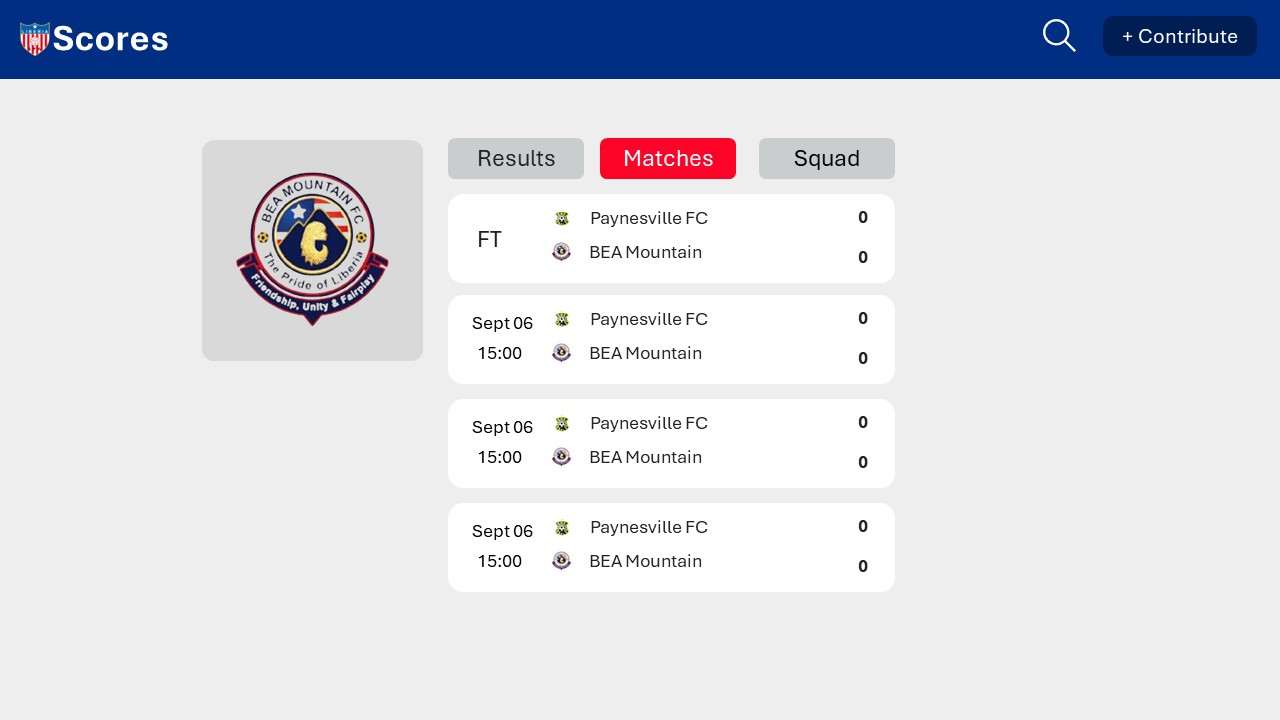 LIBERIA
Scores
+ Contribute
BEA MOUNTAIN FC
The Pride of Liberia
Friendship, Unity & Fairplay
Results
Matches
Squad
Paynesville FC 0
FT
BEA Mountain 0
Sept 06 Paynesville FC 0
15:00 BEA Mountain 0
Sept 06 Paynesville FC 0
15:00 BEA Mountain 0
Sept 06 Paynesville FC 0
15:00 BEA Mountain 0